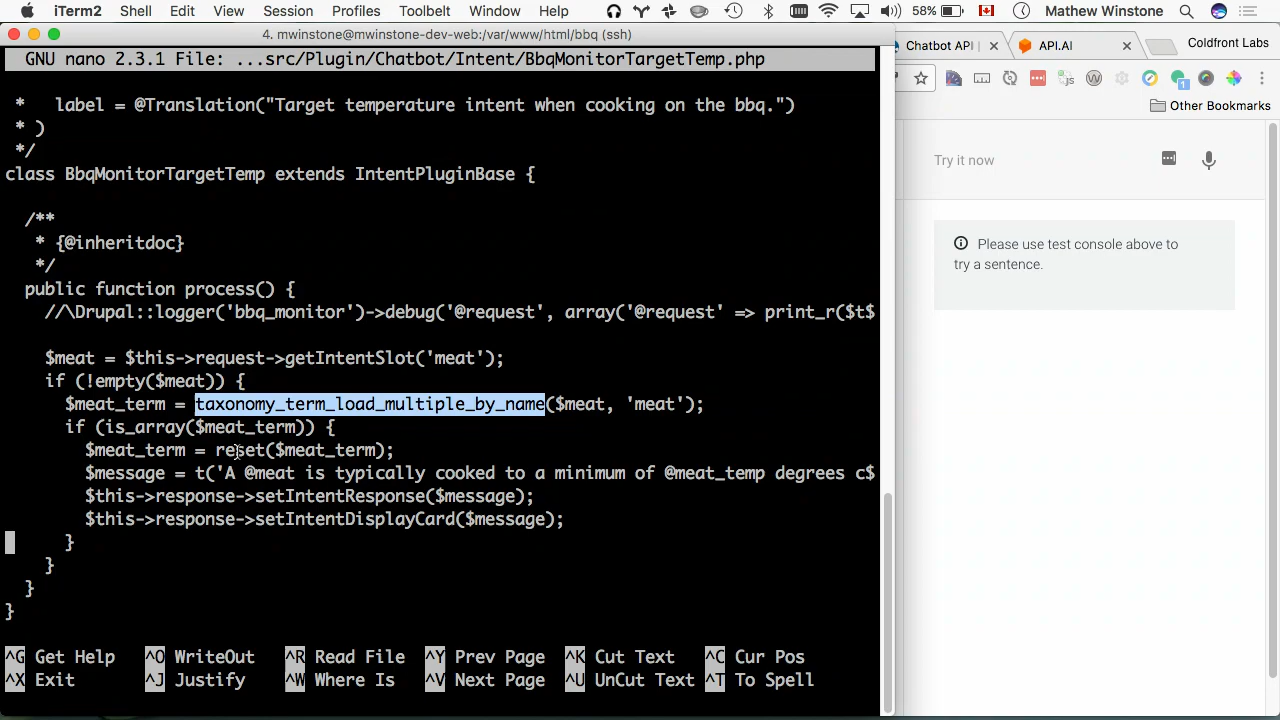 iTerm2 Shell Edit View Session Profiles Toolbelt Window Help 58% Mathew Winstone
4. mwinstone@mwinstone-dev-web:/var/www/html/bbq (ssh)
Chatbot API | API.AI Coldfront Labs
GNU nano 2.3.1 File: ...src/Plugin/Chatbot/Intent/BbqMonitorTargetTemp.php
Other Bookmarks
*   label = @Translation("Target temperature intent when cooking on the bbq.")
* )
*/
class BbqMonitorTargetTemp extends IntentPluginBase {
/**
* {@inheritdoc}
*/
public function process() {
//\Drupal::logger('bbq_monitor')->debug('@request', array('@request' => print_r($t$
$meat = $this->request->getIntentSlot('meat');
if (!empty($meat)) {
$meat_term = taxonomy_term_load_multiple_by_name($meat, 'meat');
if (is_array($meat_term)) {
$meat_term = reset($meat_term);
$message = t('A @meat is typically cooked to a minimum of @meat_temp degrees c$
$this->response->setIntentResponse($message);
$this->response->setIntentDisplayCard($message);
}
}
}
}
^G Get Help ^O WriteOut ^R Read File ^Y Prev Page ^K Cut Text ^C Cur Pos
^X Exit ^J Justify ^W Where Is ^V Next Page ^U UnCut Text ^T To Spell
Try it now
Please use test console above to
try a sentence.